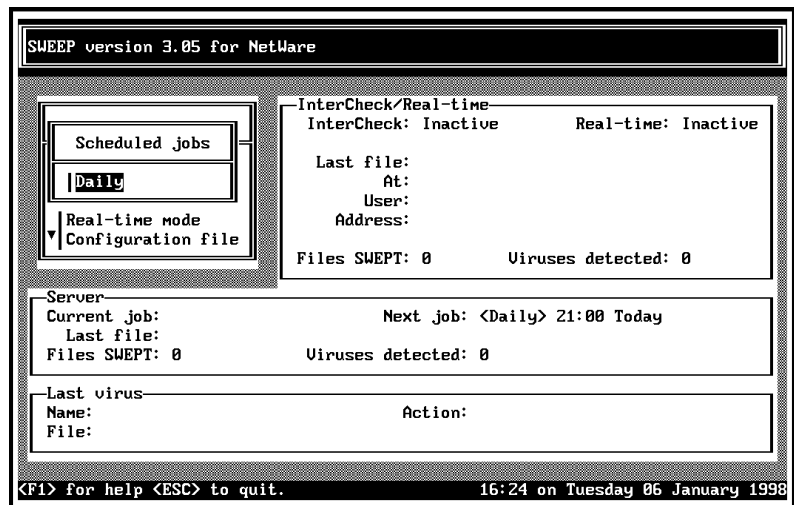 SWEEP version 3.05 for NetWare
Scheduled jobs
Daily
Real-time mode
Configuration file
InterCheck/Real-time
InterCheck: Inactive Real-time: Inactive
Last file:
At:
User:
Address:
Files SWEPT: 0 Viruses detected: 0
Server
Current job: Next job: <Daily> 21:00 Today
Last file:
Files SWEPT: 0 Viruses detected: 0
Last virus
Name: Action:
File:
<F1> for help <ESC> to quit. 16:24 on Tuesday 06 January 1998